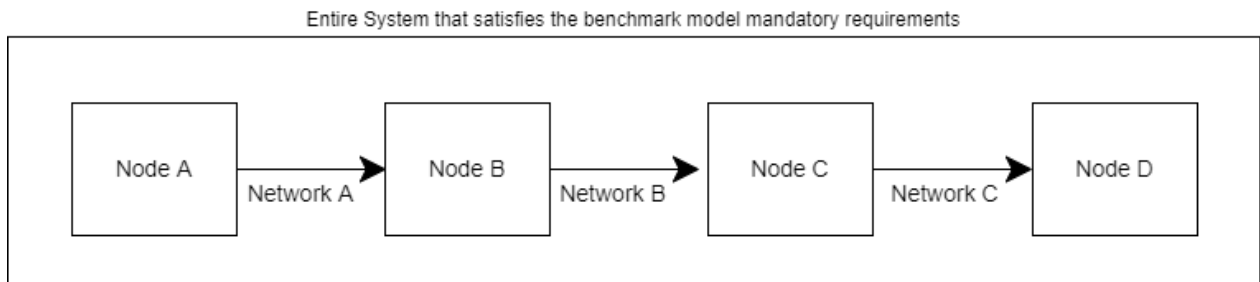 Entire System that satisfies the benchmark model mandatory requirements
Node A
Network A
Node B
Network B
Node C
Network C
Node D